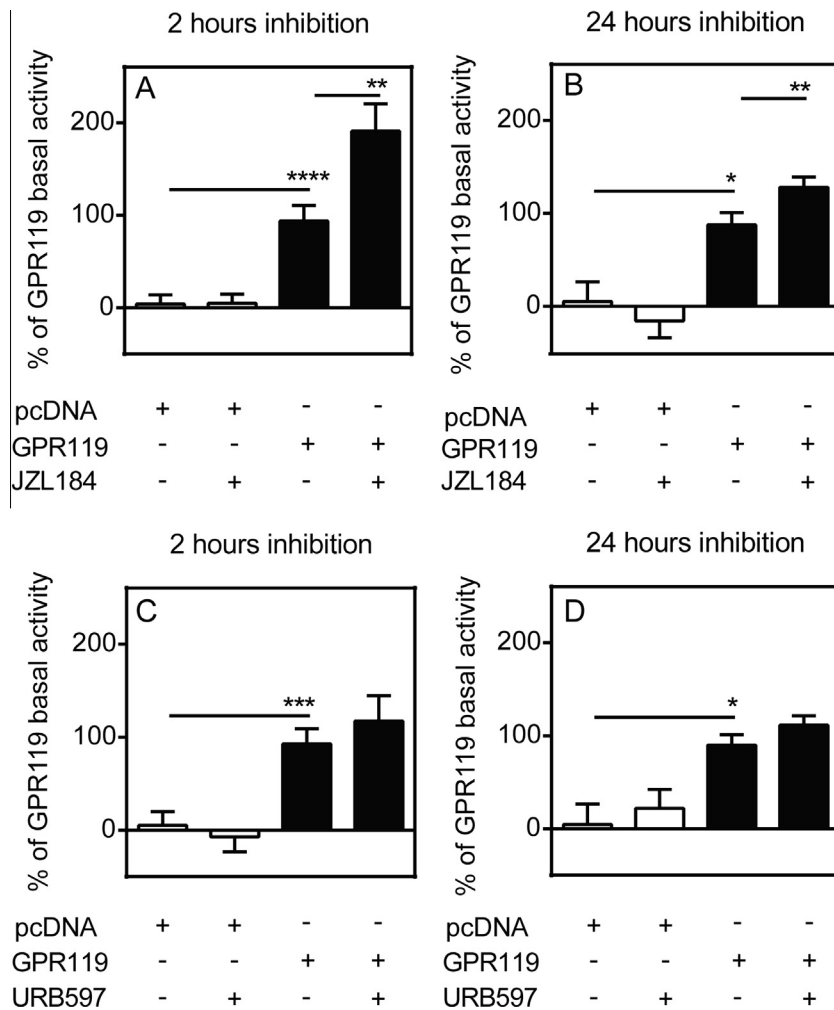 2 hours inhibition
24 hours inhibition
A
**
****
% of GPR119 basal activity
200
100
0
B
**
*
% of GPR119 basal activity
200
100
0
pcDNA + + - -
GPR119 - - + +
JZL184 - + - +
pcDNA + + - -
GPR119 - - + +
JZL184 - + - +
2 hours inhibition
24 hours inhibition
C
***
% of GPR119 basal activity
200
100
0
D
*
% of GPR119 basal activity
200
100
0
pcDNA + + - -
GPR119 - - + +
URB597 - + - +
pcDNA + + - -
GPR119 - - + +
URB597 - + - +